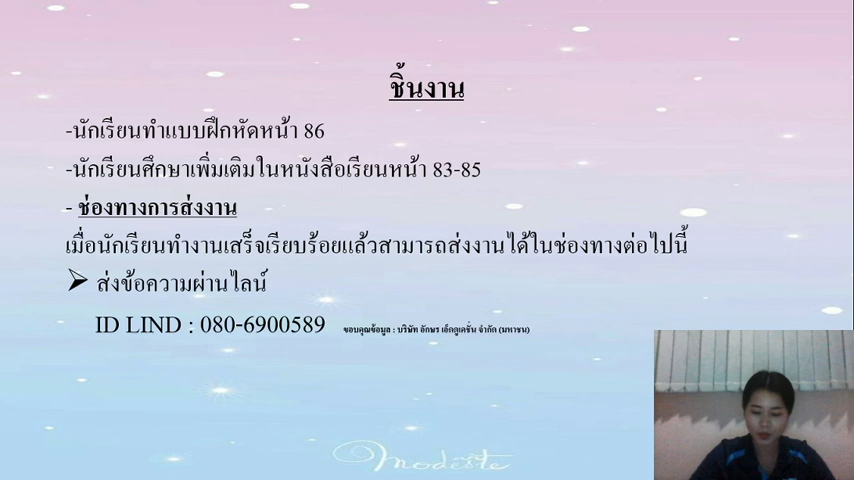 ชิ้นงาน
-นักเรียนทำแบบฝึกหัดหน้า 86
-นักเรียนศึกษาเพิ่มเติมในหนังสือเรียนหน้า 83-85
- ช่องทางการส่งงาน
เมื่อนักเรียนทำงานเสร็จเรียบร้อยแล้วสามารถส่งงานได้ในช่องทางต่อไปนี้
➢ ส่งข้อความผ่านไลน์
ID LIND : 080-6900589 ขอบคุณข้อมูล : บริษัท อักษร เอ็ดดูเคชั่น จำกัด (มหาชน)
Modeste